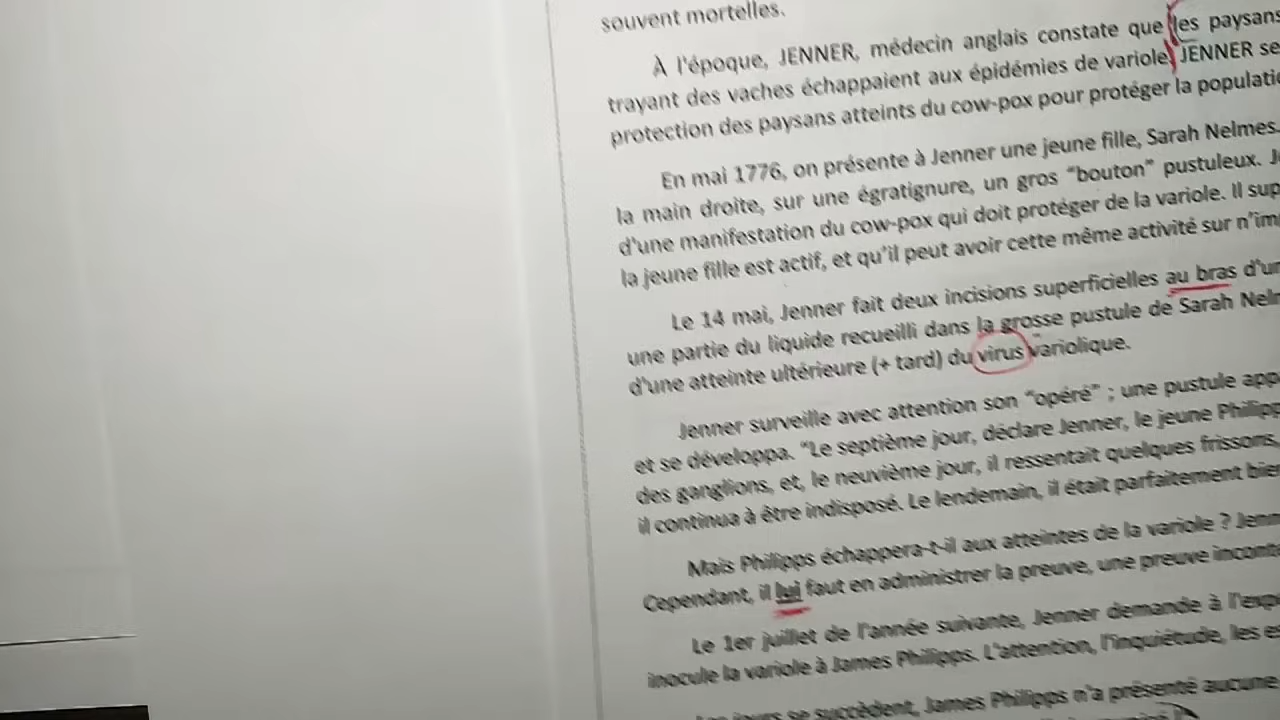 souvent mortelles.
À l'époque, JENNER, médecin anglais constate que les paysans
trayant des vaches échappaient aux épidémies de variole. JENNER se
protection des paysans atteints du cow-pox pour protéger la populati
En mai 1776, on présente à Jenner une jeune fille, Sarah Nelmes.
la main droite, sur une égratignure, un gros "bouton" pustuleux. J
d'une manifestation du cow-pox qui doit protéger de la variole. Il sup
la jeune fille est actif, et qu'il peut avoir cette même activité sur n'im
Le 14 mai, Jenner fait deux incisions superficielles au bras d'un
une partie du liquide recueilli dans la grosse pustule de Sarah Neln
d'une atteinte ultérieure (+ tard) du virus variolique.
Jenner surveille avec attention son "opéré" ; une pustule app
et se développa. "Le septième jour, déclare Jenner, le jeune Philipp
des ganglions, et, le neuvième jour, il ressentait quelques frissons,
il continua à être indisposé. Le lendemain, il était parfaitement bien
Mais Philipps échappera-t-il aux atteintes de la variole ? Jenn
Cependant, il lui faut en administrer la preuve, une preuve incont
Le 1er juillet de l'année suivante, Jenner demande à l'exp
inocule la variole à James Philipps. L'attention, l'inquiétude, les e
jours se succèdent, James Philipps n'a présenté aucune